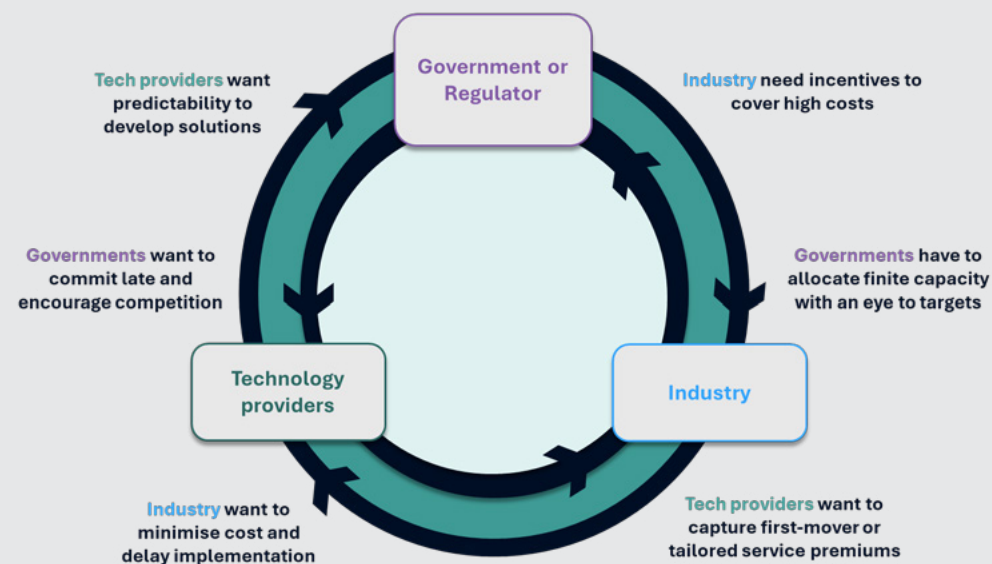 Government or
Regulator
Tech providers want
predictability to
develop solutions
Industry need incentives to
cover high costs
Governments want to
commit late and
encourage competition
Governments have to
allocate finite capacity
with an eye to targets
Technology
providers
Industry
Industry want to
minimise cost and
delay implementation
Tech providers want to
capture first-mover or
tailored service premiums